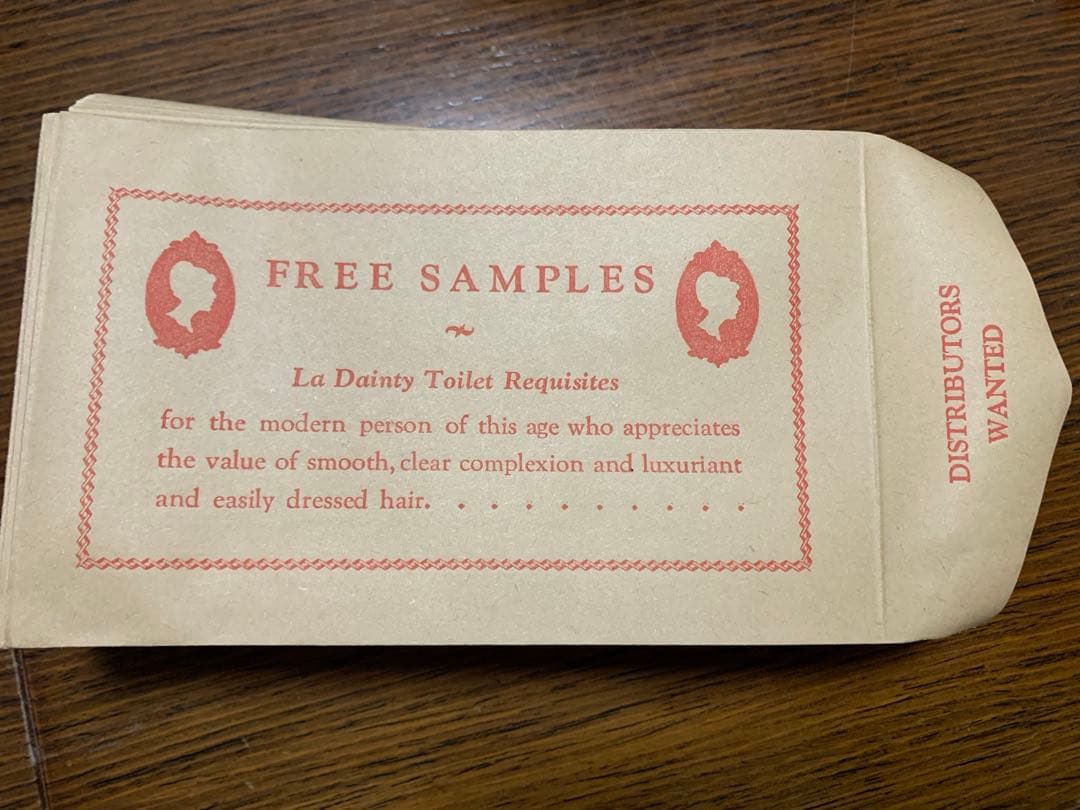 FREE SAMPLES
La Dainty Toilet Requisites
for the modern person of this age who appreciates
the value of smooth, clear complexion and luxuriant
and easily dressed hair. . . . . . . . . .
DISTRIBUTORS
WANTED